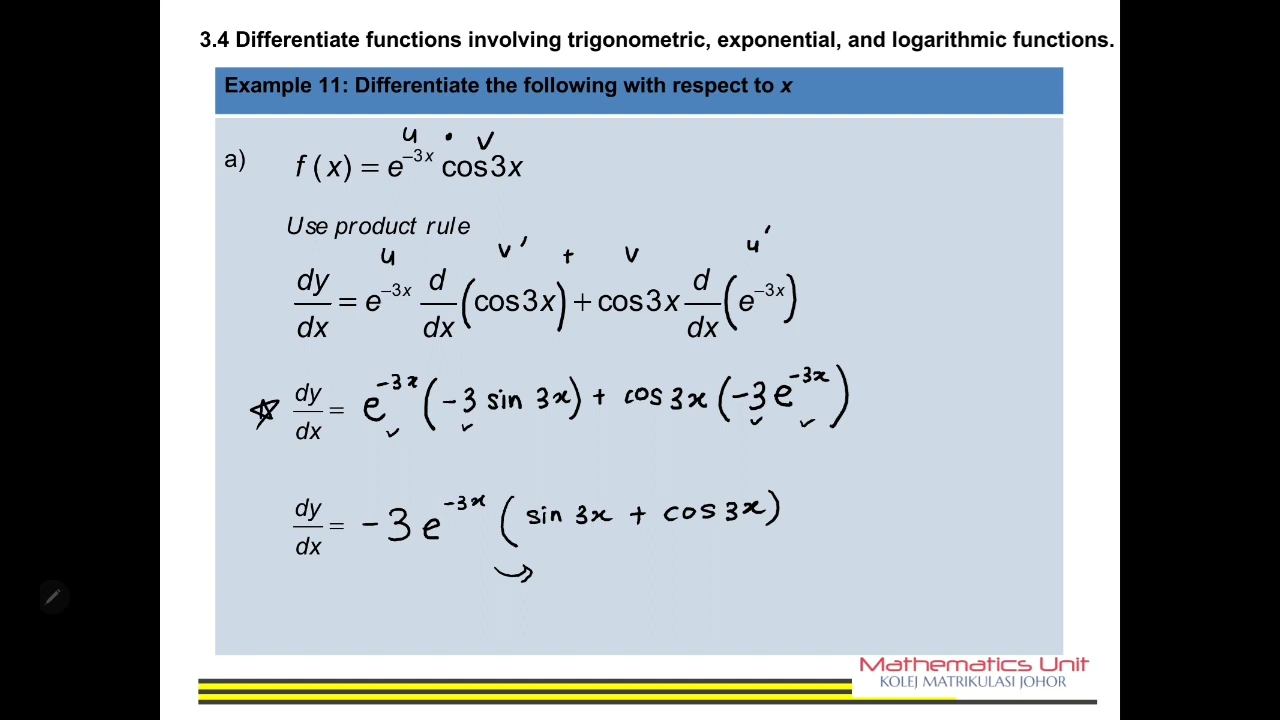 3.4 Differentiate functions involving trigonometric, exponential, and logarithmic functions.
Example 11: Differentiate the following with respect to x
u · v
a) f(x) = e^{-3x} cos3x
Use product rule
u v' + v u'
dy/dx = e^{-3x} d/dx (cos3x) + cos3x d/dx (e^{-3x})
☆ dy/dx = e^{-3x} (-3 sin 3x) + cos 3x (-3e^{-3x})
dy/dx = -3e^{-3x} (sin 3x + cos 3x)
Mathematics Unit
KOLEJ MATRIKULASI JOHOR